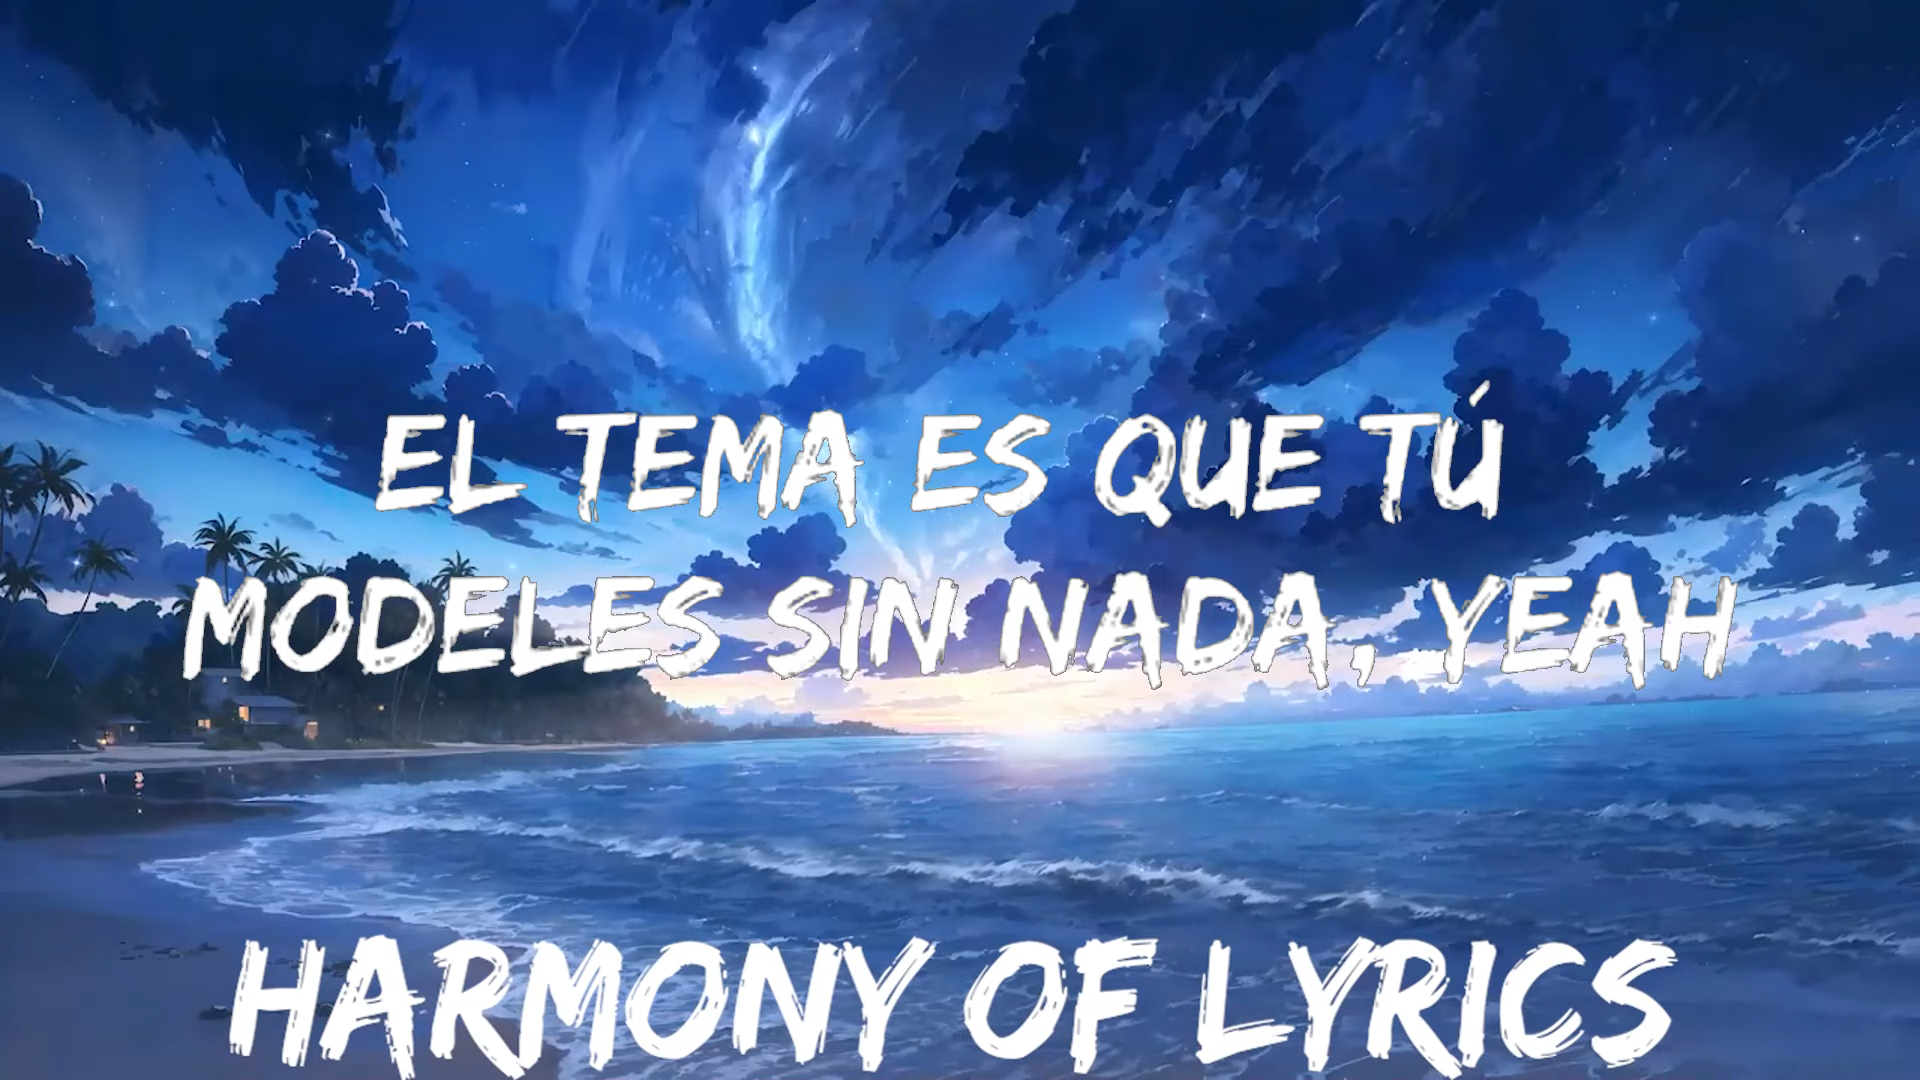 EL TEMA ES QUE TÚ
MODELES SIN NADA, YEAH
HARMONY OF LYRICS